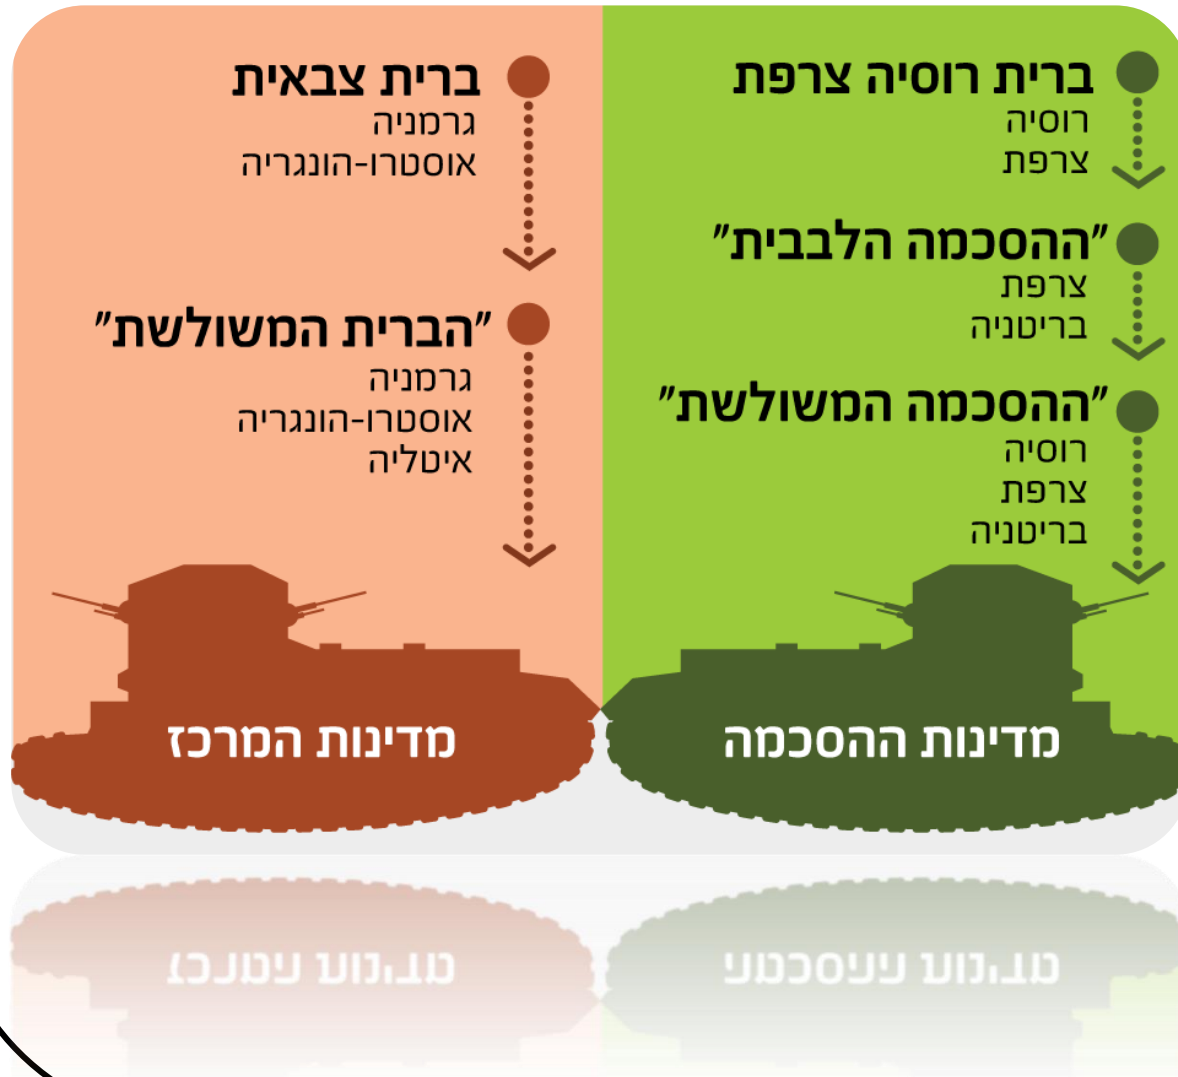 ברית רוסיה צרפת
רוסיה
צרפת
"ההסכמה הלבבית"
צרפת
בריטניה
"ההסכמה המשולשת"
רוסיה
צרפת
בריטניה
מדינות ההסכמה
ברית צבאית
גרמניה
אוסטרו-הונגריה
"הברית המשולשת"
גרמניה
אוסטרו-הונגריה
איטליה
מדינות המרכז